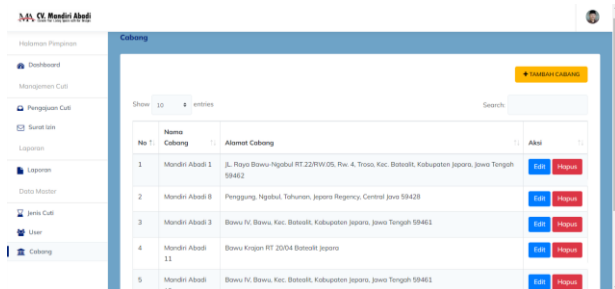 CV. Mandiri Abadi
Halaman Pimpinan
Dashboard
Manajemen Cuti
Pengajuan Cuti
Surat Izin
Laporan
Laporan
Data Master
Jenis Cuti
User
Cabang
Cabang
+ TAMBAH CABANG
Show 10 entries
Search:
No Nama Cabang Alamat Cabang Aksi
1 Mandiri Abadi 1 JL. Raya Bawu-Ngabul RT.22/RW.05, Rw. 4, Troso, Kec. Batealit, Kabupaten Jepara, Jawa Tengah
59462 Edit Hapus
2 Mandiri Abadi 8 Penggung, Ngabul, Tahunan, Jepara Regency, Central Java 59428 Edit Hapus
3 Mandiri Abadi 3 Bawu IV, Bawu, Kec. Batealit, Kabupaten Jepara, Jawa Tengah 59461 Edit Hapus
4 Mandiri Abadi 11 Bawu Krajan RT 20/04 Batealit Jepara Edit Hapus
5 Mandiri Abadi Bawu IV, Bawu, Kec. Batealit, Kabupaten Jepara, Jawa Tengah 59461 Edit Hapus